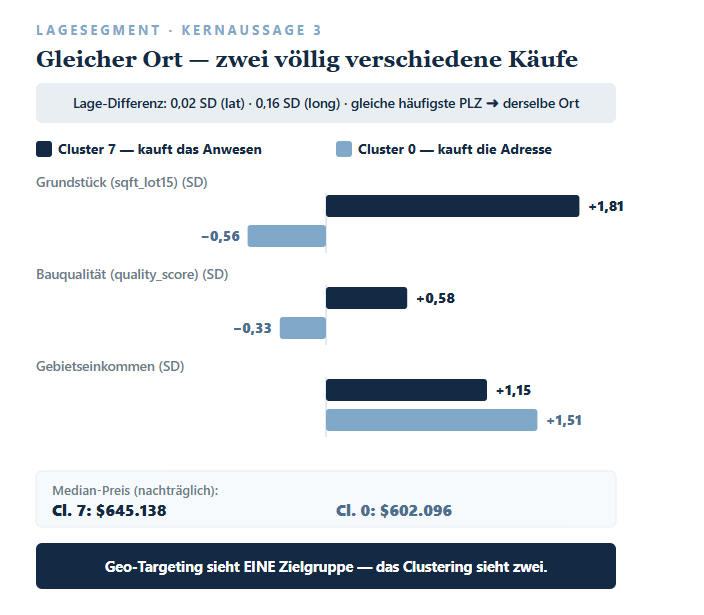 LAGESEGMENT · KERNAUSSAGE 3
Gleicher Ort — zwei völlig verschiedene Käufe
Lage-Differenz: 0,02 SD (lat) · 0,16 SD (long) · gleiche häufigste PLZ ➜ derselbe Ort
Cluster 7 — kauft das Anwesen
Cluster 0 — kauft die Adresse
Grundstück (sqft_lot15) (SD)
+1,81
−0,56
Bauqualität (quality_score) (SD)
+0,58
−0,33
Gebietseinkommen (SD)
+1,15
+1,51
Median-Preis (nachträglich):
Cl. 7: $645.138
Cl. 0: $602.096
Geo-Targeting sieht EINE Zielgruppe — das Clustering sieht zwei.